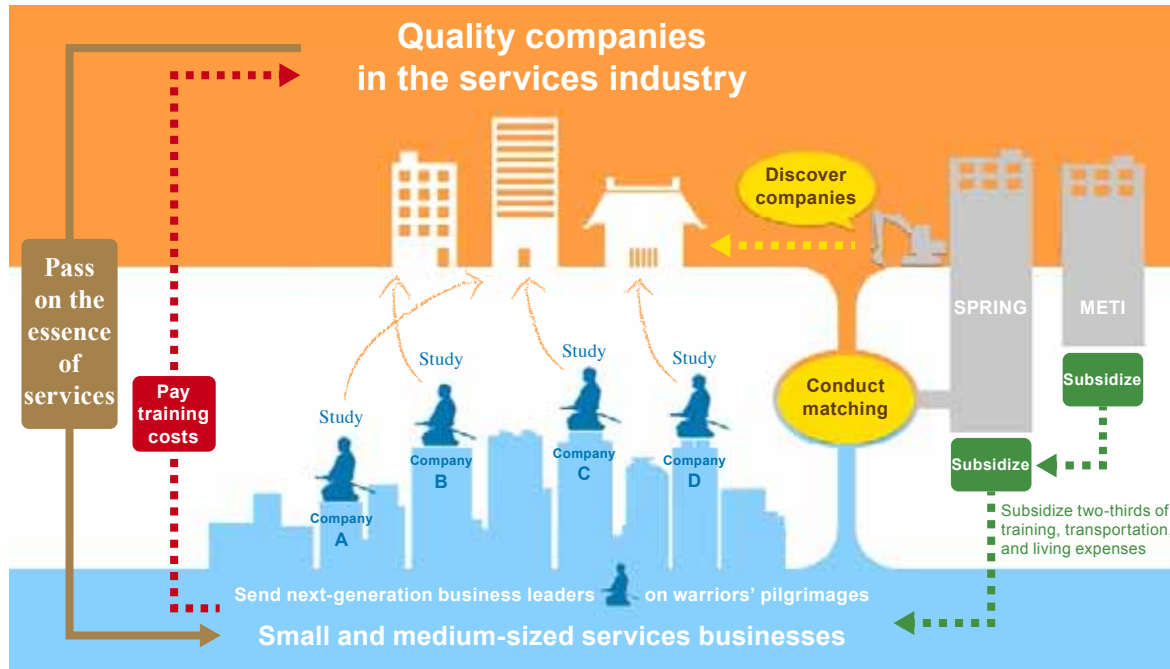 Quality companies
in the services industry
Discover
companies
Pass
on the
essence
of
services
SPRING
METI
Study
Study
Study
Study
Pay
training
costs
Conduct
matching
Subsidize
Subsidize
Company
A
Company
B
Company
C
Company
D
Subsidize two-thirds of
training, transportation,
and living expenses
Send next-generation business leaders on warriors' pilgrimages
Small and medium-sized services businesses